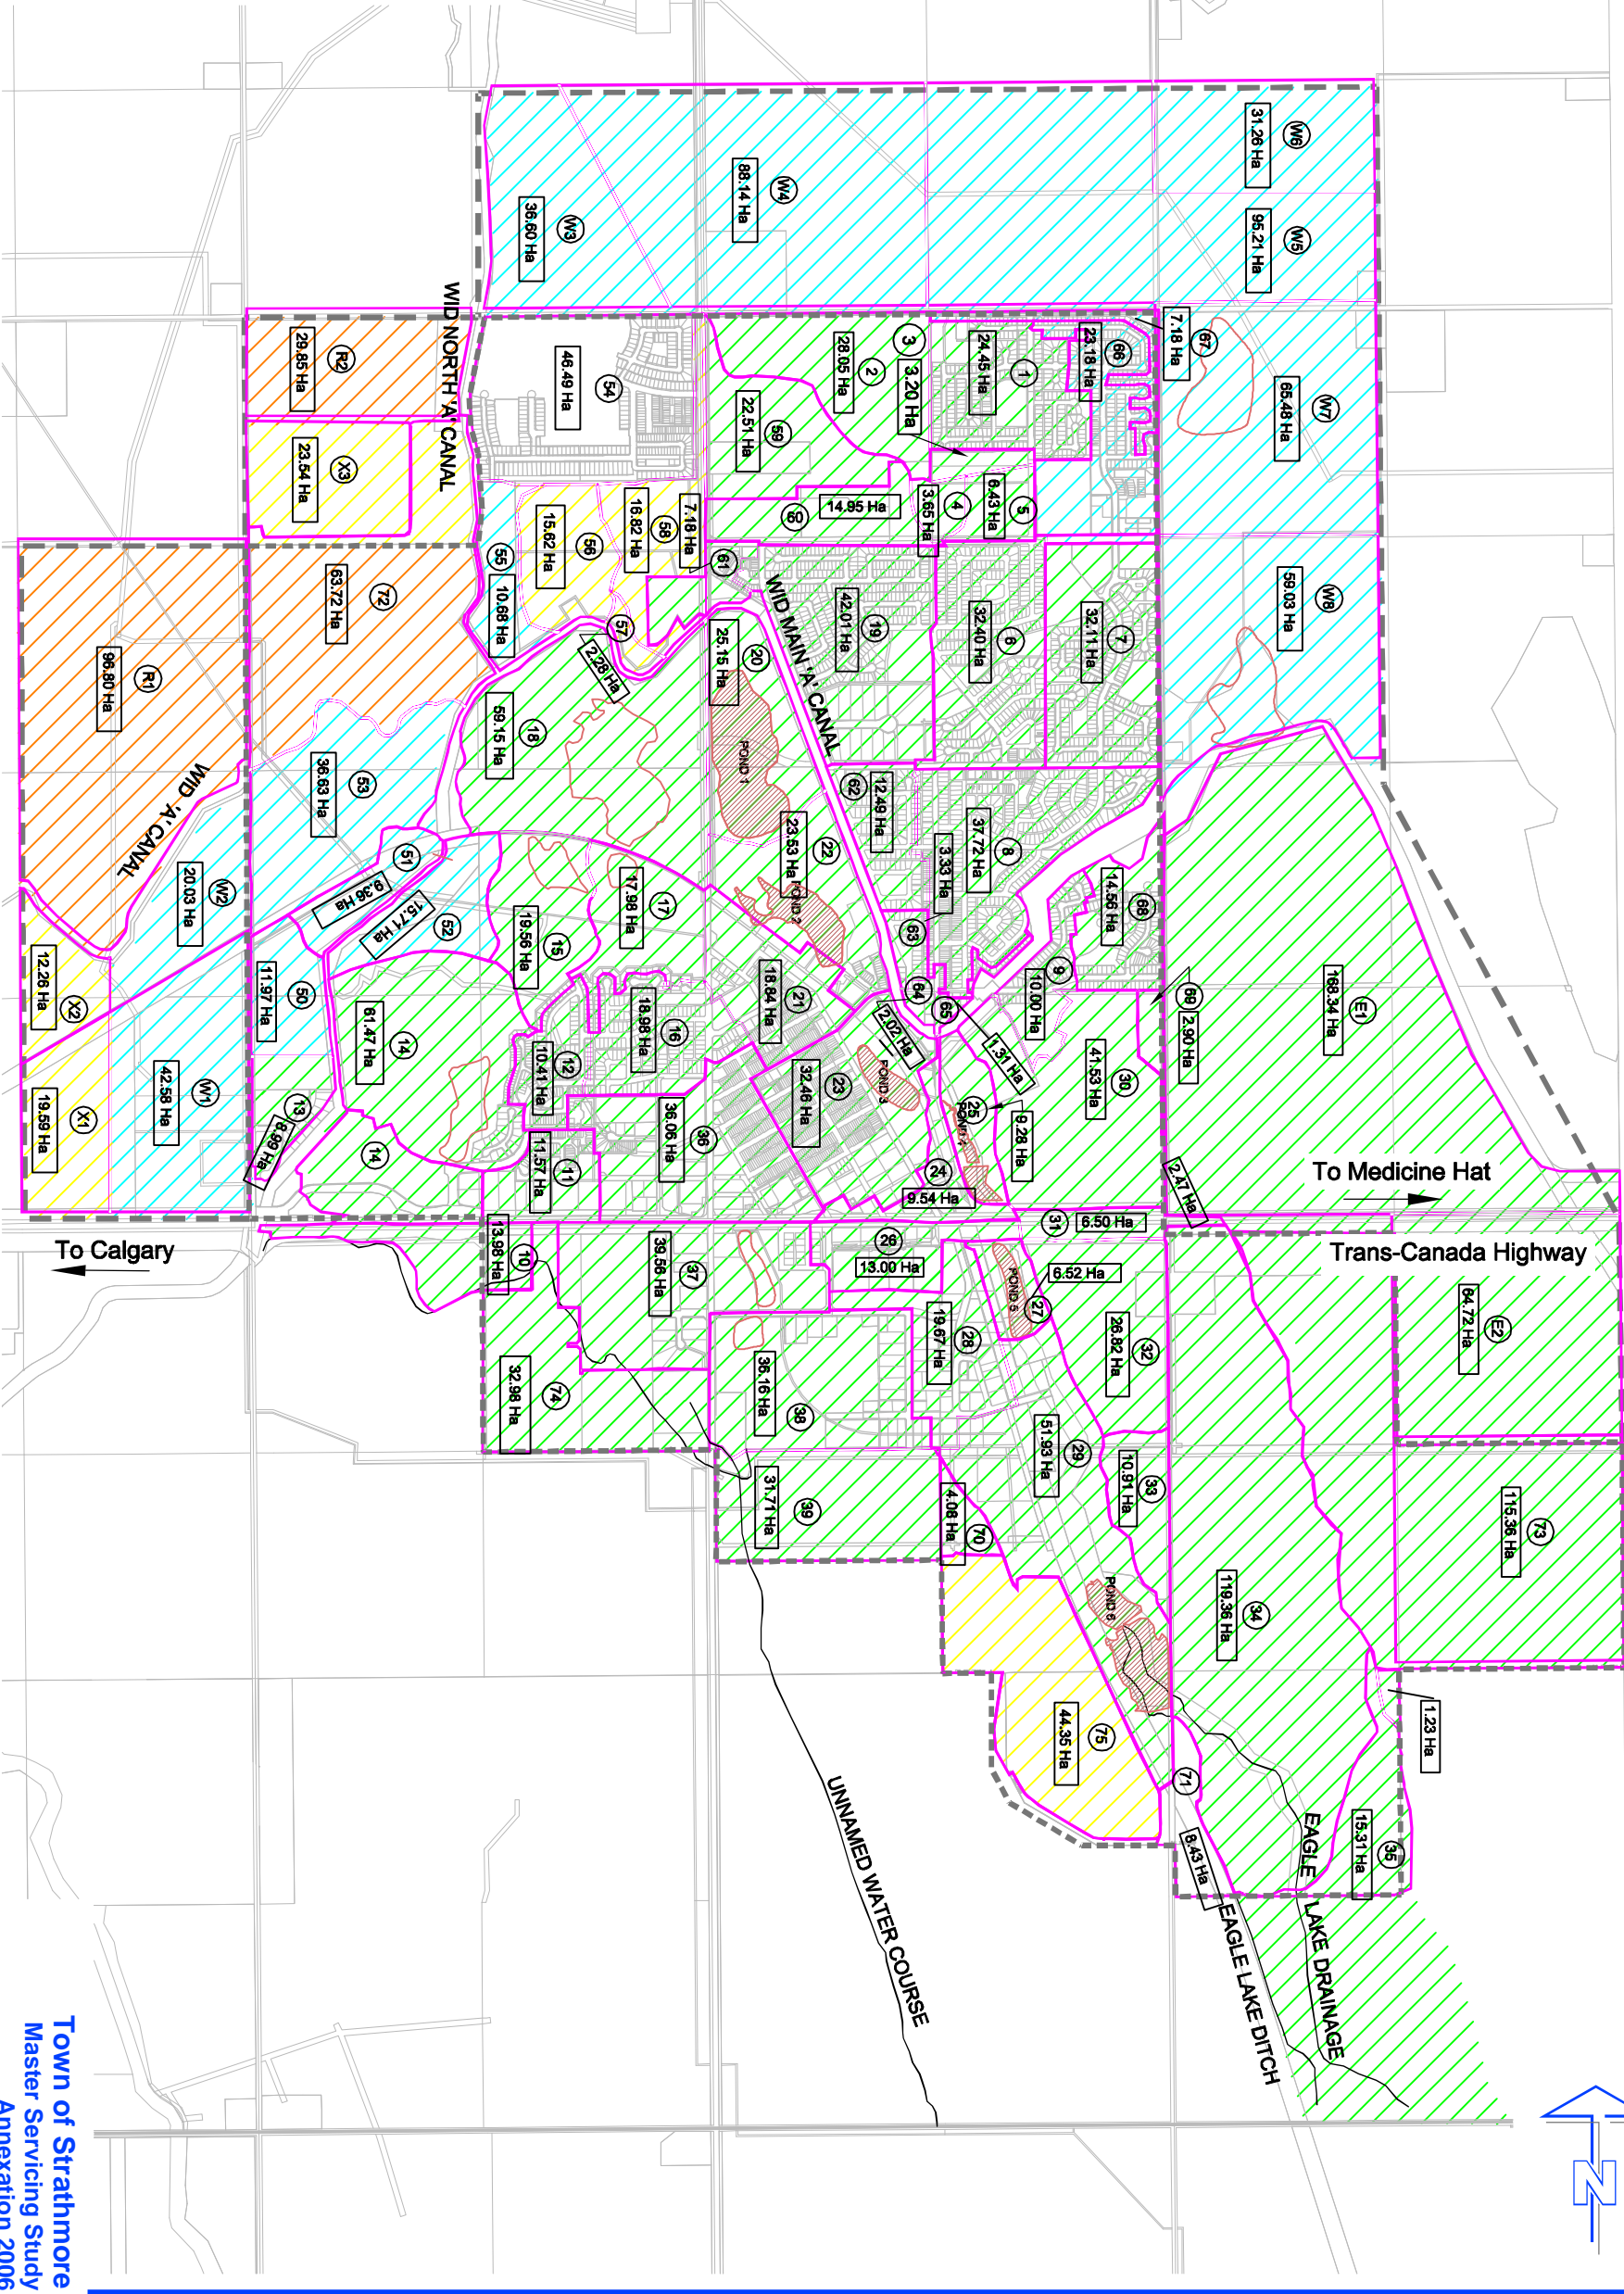 W6
31.26 Ha
W5
95.21 Ha
W4
88.14 Ha
W3
36.60 Ha
67
7.18 Ha
66
23.18 Ha
W7
65.48 Ha
W8
59.03 Ha
1
24.45 Ha
3
3.20 Ha
2
28.05 Ha
59
22.51 Ha
60
14.95 Ha
4
3.65 Ha
5
6.43 Ha
54
46.49 Ha
WID NORTH 'A' CANAL
R2
29.85 Ha
X3
23.54 Ha
58
16.82 Ha
7.18 Ha
61
56
15.62 Ha
55
10.68 Ha
57
2.28 Ha
72
63.72 Ha
R1
96.80 Ha
WID 'A' CANAL
WID MAIN 'A' CANAL
19
42.01 Ha
6
32.40 Ha
7
32.11 Ha
20
25.15 Ha
POND 1
18
59.15 Ha
62
12.49 Ha
22
23.53 Ha
POND 2
8
37.72 Ha
3.33 Ha
63
68
14.56 Ha
9
10.00 Ha
69
2.90 Ha
E1
168.34 Ha
53
36.63 Ha
51
9.36 Ha
52
15.71 Ha
W2
20.03 Ha
X2
12.26 Ha
50
11.97 Ha
W1
42.58 Ha
X1
19.59 Ha
13
8.99 Ha
17
17.98 Ha
15
19.56 Ha
14
61.47 Ha
14
16
18.98 Ha
12
10.41 Ha
11
11.57 Ha
21
18.84 Ha
64
2.02 Ha
65
1.31 Ha
POND 3
23
32.46 Ha
36
36.06 Ha
25
9.28 Ha
POND 4
24
9.54 Ha
30
41.53 Ha
2.47 Ha
To Medicine Hat
Trans-Canada Highway
To Calgary
31
6.50 Ha
26
13.00 Ha
POND 5
27
6.52 Ha
10
13.98 Ha
37
39.56 Ha
28
19.67 Ha
32
26.82 Ha
E2
64.72 Ha
74
32.98 Ha
38
36.16 Ha
29
51.93 Ha
33
10.91 Ha
39
31.71 Ha
70
4.08 Ha
73
115.36 Ha
34
119.36 Ha
POND 6
75
44.35 Ha
71
8.43 Ha
1.23 Ha
35
15.31 Ha
EAGLE LAKE DRAINAGE
EAGLE LAKE DITCH
UNNAMED WATER COURSE
N
Town of Strathmore
Master Servicing Study
Annexation 2006